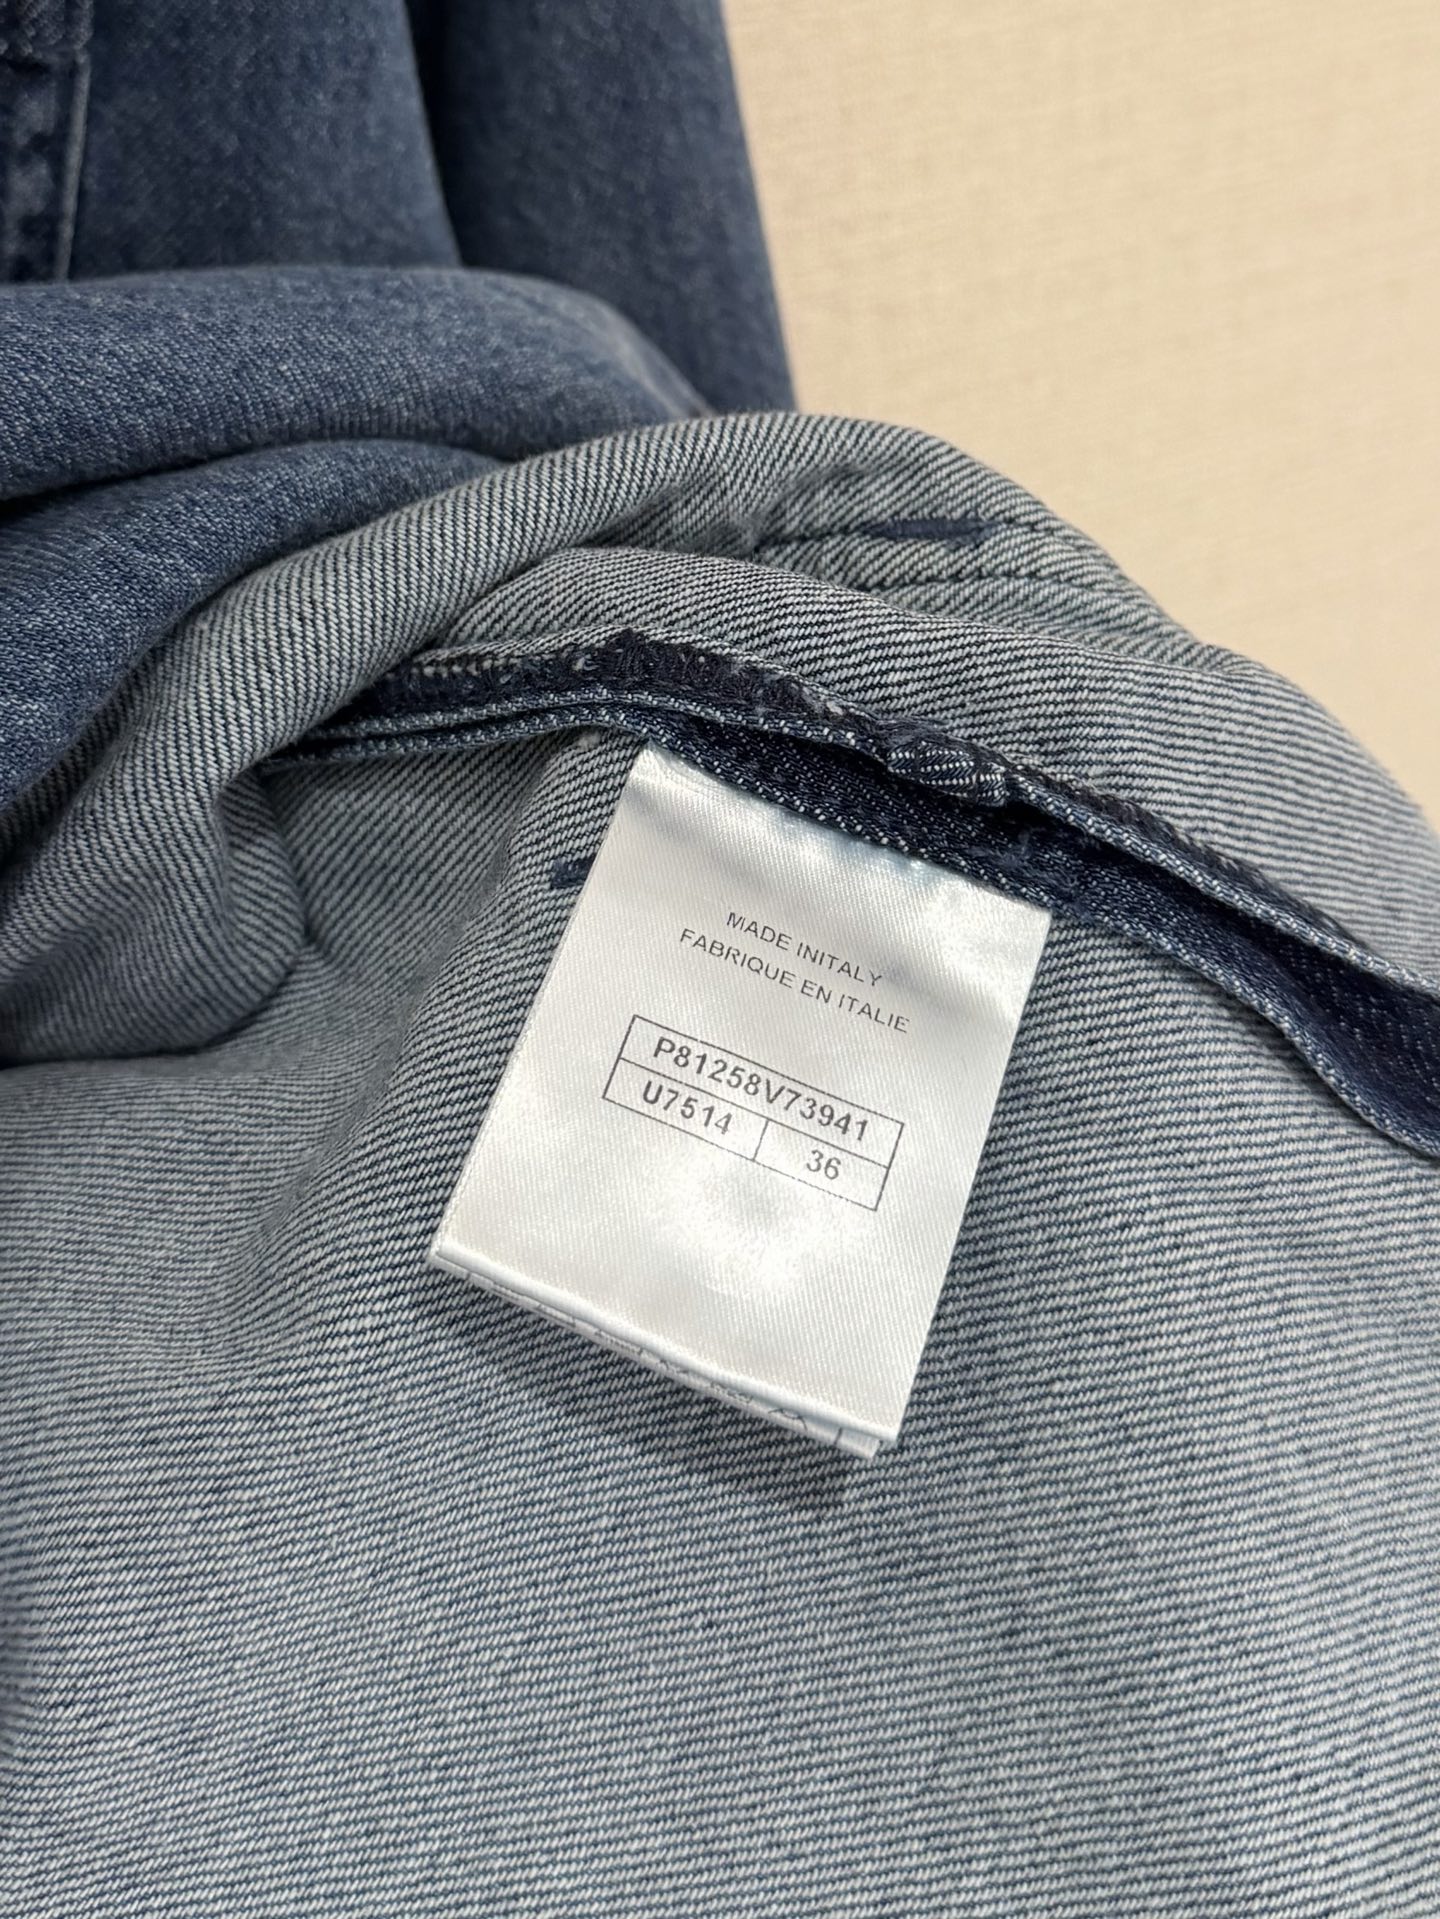 MADE INITALY
FABRIQUE EN ITALIE
P81258V73941
U7514 36